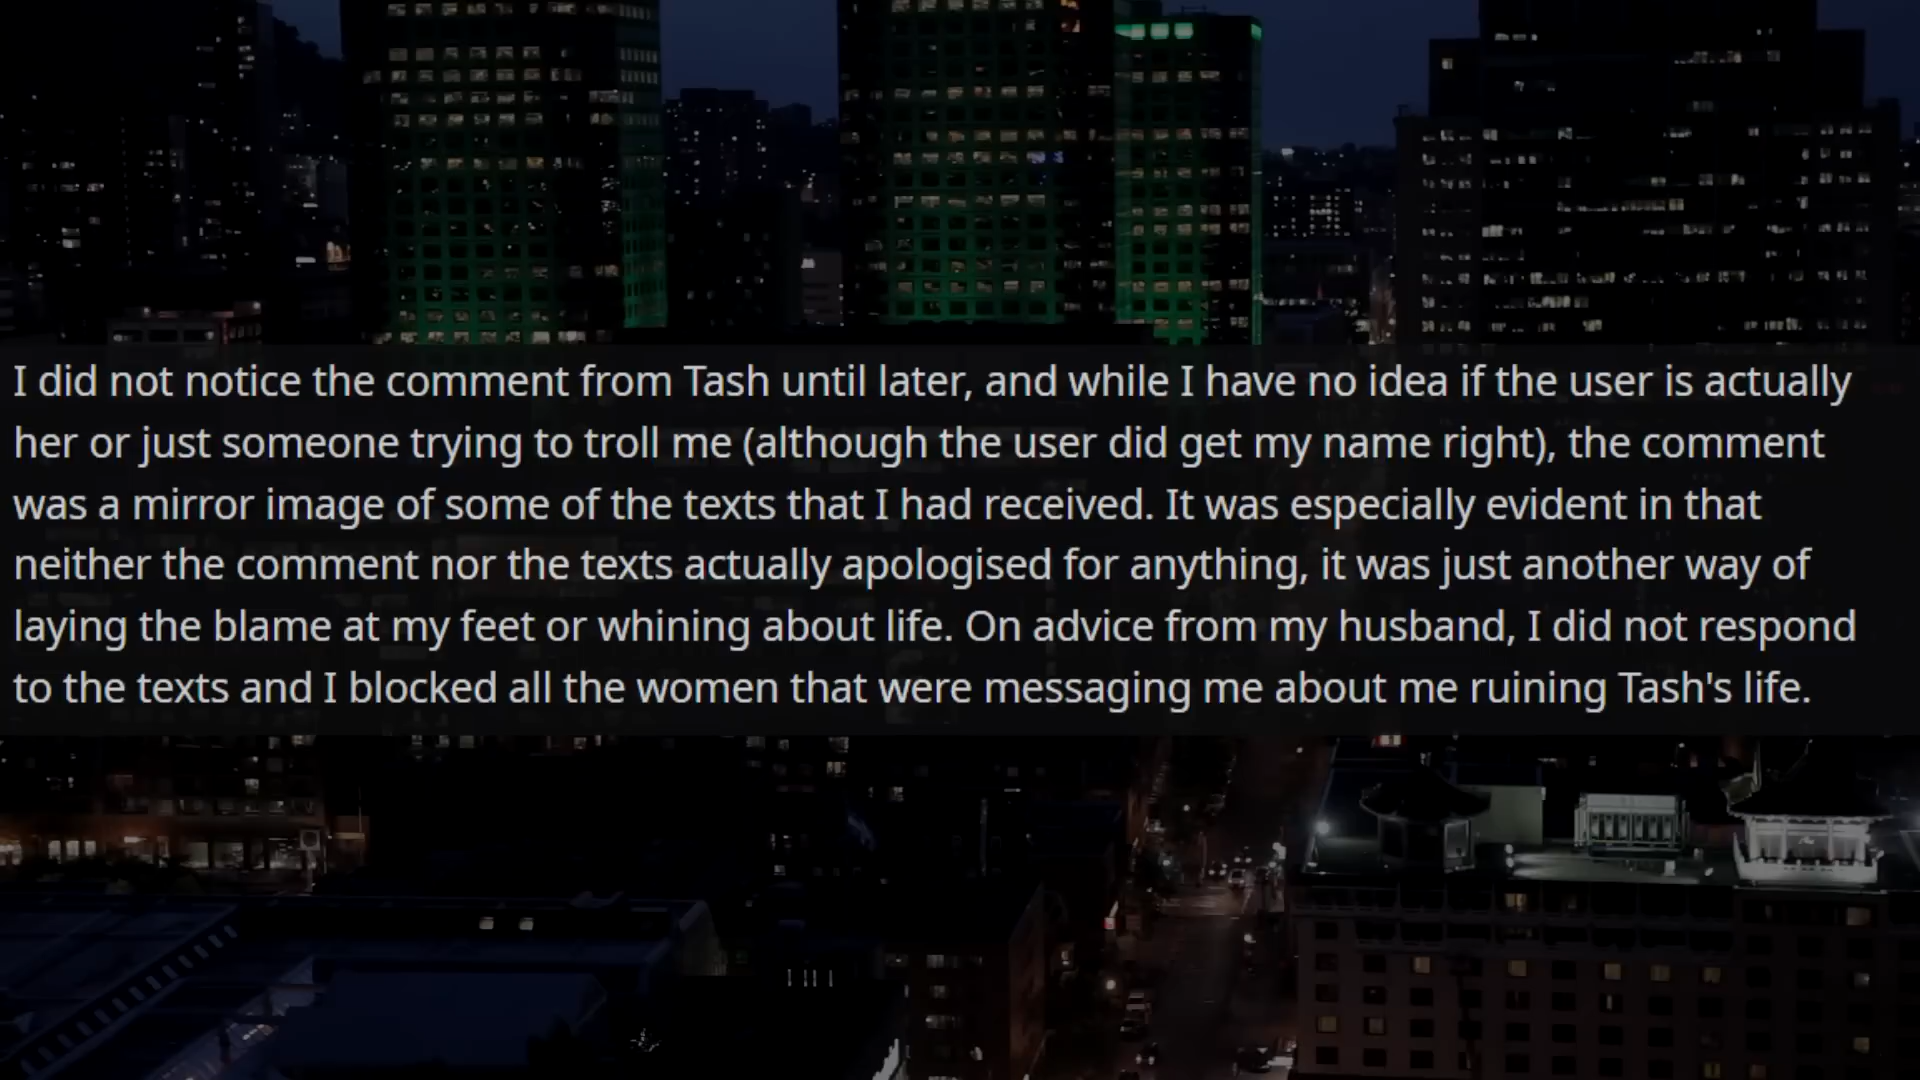 I did not notice the comment from Tash until later, and while I have no idea if the user is actually
her or just someone trying to troll me (although the user did get my name right), the comment
was a mirror image of some of the texts that I had received. It was especially evident in that
neither the comment nor the texts actually apologised for anything, it was just another way of
laying the blame at my feet or whining about life. On advice from my husband, I did not respond
to the texts and I blocked all the women that were messaging me about me ruining Tash's life.